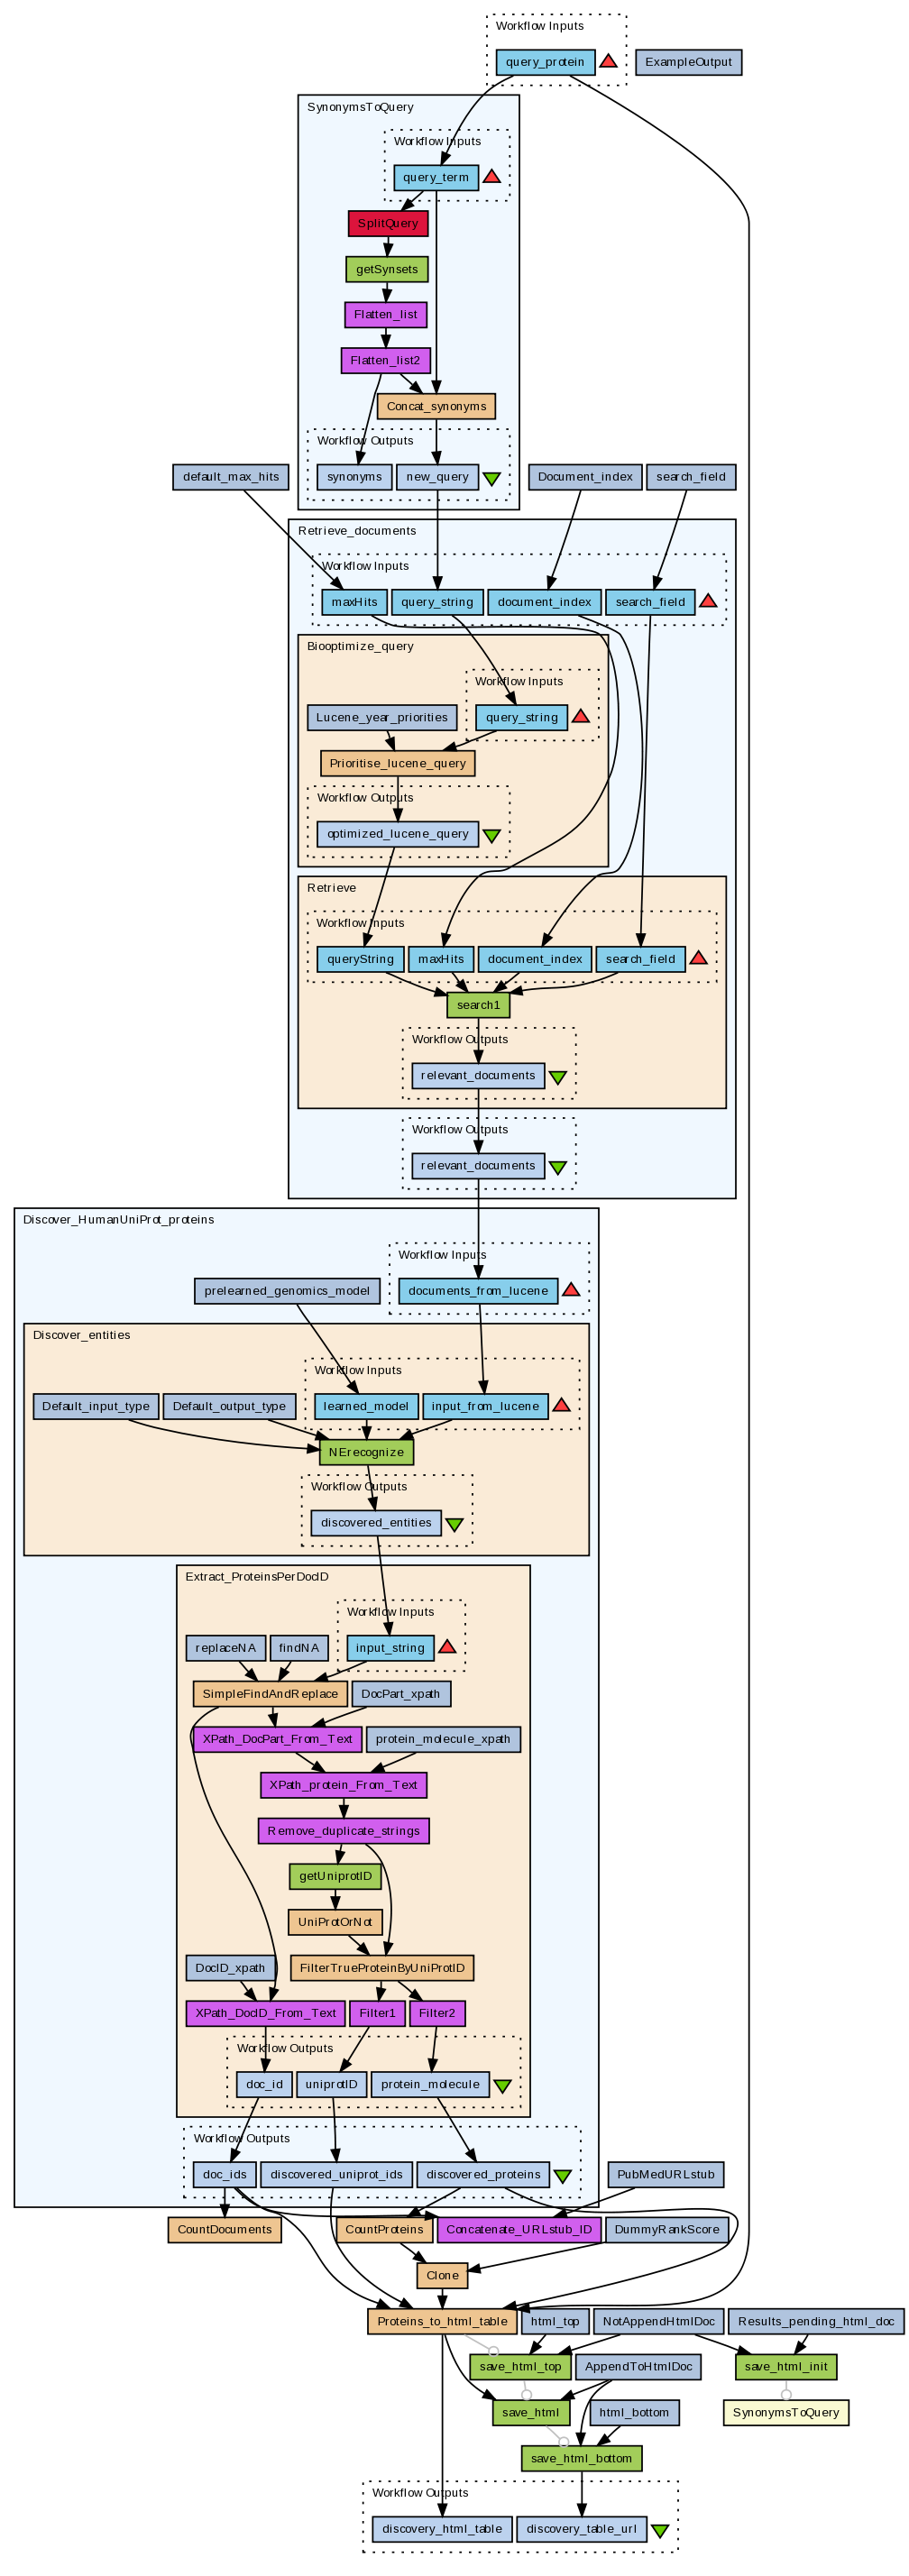 Workflow Inputs
query_protein
ExampleOutput
SynonymsToQuery
Workflow Inputs
query_term
SplitQuery
getSynsets
Flatten_list
Flatten_list2
Concat_synonyms
Workflow Outputs
synonyms
new_query
default_max_hits
Document_index
search_field
Retrieve_documents
Workflow Inputs
maxHits
query_string
document_index
search_field
Biooptimize_query
Workflow Inputs
Lucene_year_priorities
query_string
Prioritise_lucene_query
Workflow Outputs
optimized_lucene_query
Retrieve
Workflow Inputs
queryString
maxHits
document_index
search_field
search1
Workflow Outputs
relevant_documents
Workflow Outputs
relevant_documents
Discover_HumanUniProt_proteins
Workflow Inputs
prelearned_genomics_model
documents_from_lucene
Discover_entities
Workflow Inputs
Default_input_type
Default_output_type
learned_model
input_from_lucene
NErecognize
Workflow Outputs
discovered_entities
Extract_ProteinsPerDocID
Workflow Inputs
replaceNA
findNA
input_string
SimpleFindAndReplace
DocPart_xpath
XPath_DocPart_From_Text
protein_molecule_xpath
XPath_protein_From_Text
Remove_duplicate_strings
getUniprotID
UniProtOrNot
DocID_xpath
FilterTrueProteinByUniProtID
XPath_DocID_From_Text
Filter1
Filter2
Workflow Outputs
doc_id
uniprotID
protein_molecule
Workflow Outputs
doc_ids
discovered_uniprot_ids
discovered_proteins
PubMedURLstub
CountDocuments
CountProteins
Concatenate_URLstub_ID
DummyRankScore
Clone
Proteins_to_html_table
html_top
NotAppendHtmlDoc
Results_pending_html_doc
save_html_top
AppendToHtmlDoc
save_html_init
save_html
html_bottom
SynonymsToQuery
save_html_bottom
Workflow Outputs
discovery_html_table
discovery_table_url